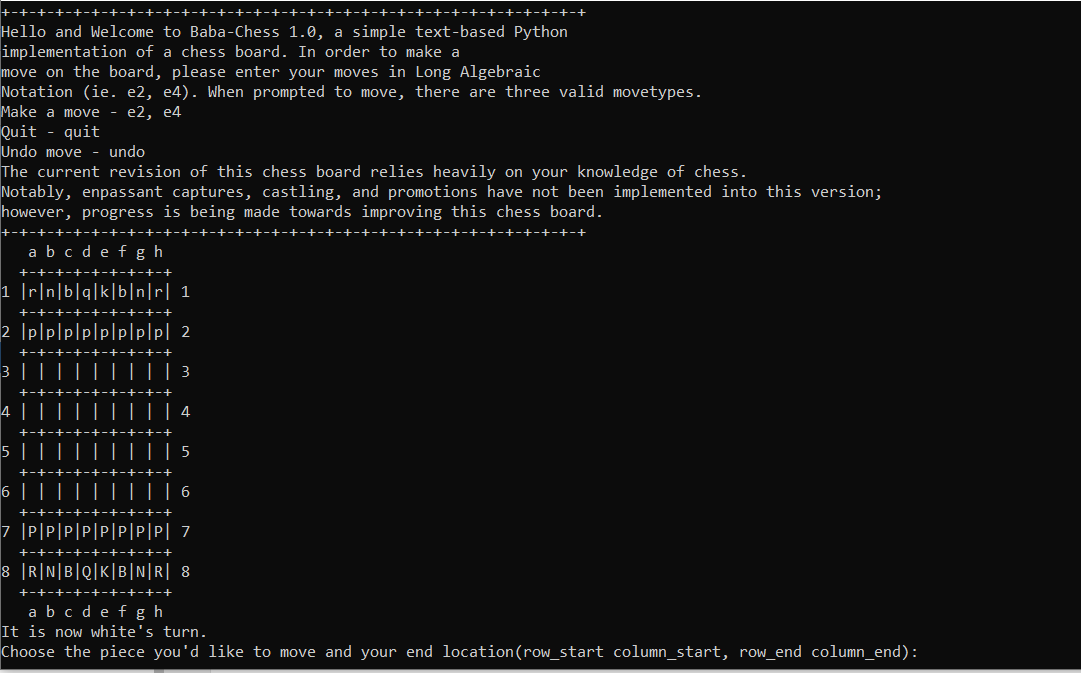 +-+-+-+-+-+-+-+-+-+-+-+-+-+-+-+-+-+-+-+-+-+-+-+-+-+-+-+-+-+-+-+-+
Hello and Welcome to Baba-Chess 1.0, a simple text-based Python
implementation of a chess board. In order to make a
move on the board, please enter your moves in Long Algebraic
Notation (ie. e2, e4). When prompted to move, there are three valid movetypes.
Make a move - e2, e4
Quit - quit
Undo move - undo
The current revision of this chess board relies heavily on your knowledge of chess.
Notably, enpassant captures, castling, and promotions have not been implemented into this version;
however, progress is being made towards improving this chess board.
+-+-+-+-+-+-+-+-+-+-+-+-+-+-+-+-+-+-+-+-+-+-+-+-+-+-+-+-+-+-+-+-+
   a b c d e f g h
  +-+-+-+-+-+-+-+-+
1 |r|n|b|q|k|b|n|r| 1
  +-+-+-+-+-+-+-+-+
2 |p|p|p|p|p|p|p|p| 2
  +-+-+-+-+-+-+-+-+
3 | | | | | | | | | 3
  +-+-+-+-+-+-+-+-+
4 | | | | | | | | | 4
  +-+-+-+-+-+-+-+-+
5 | | | | | | | | | 5
  +-+-+-+-+-+-+-+-+
6 | | | | | | | | | 6
  +-+-+-+-+-+-+-+-+
7 |P|P|P|P|P|P|P|P| 7
  +-+-+-+-+-+-+-+-+
8 |R|N|B|Q|K|B|N|R| 8
  +-+-+-+-+-+-+-+-+
   a b c d e f g h
It is now white's turn.
Choose the piece you'd like to move and your end location(row_start column_start, row_end column_end):